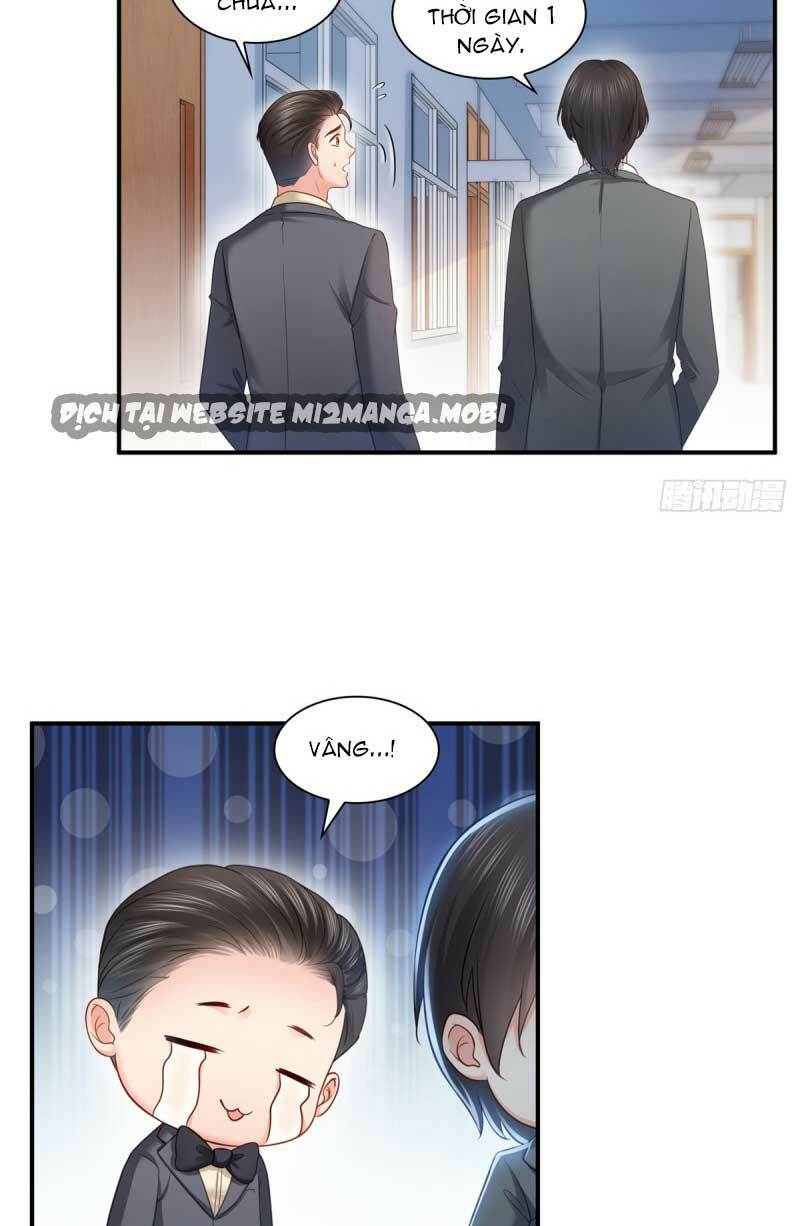 CHƯA...
THỜI GIAN 1
NGÀY.
DỊCH TẠI WEBSITE MI2MANGA.MOBI
腾讯动漫
VÂNG...!